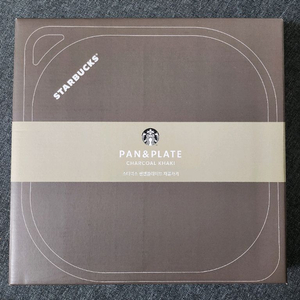 STARBUCKS
PAN & PLATE
CHARCOAL KHAKI